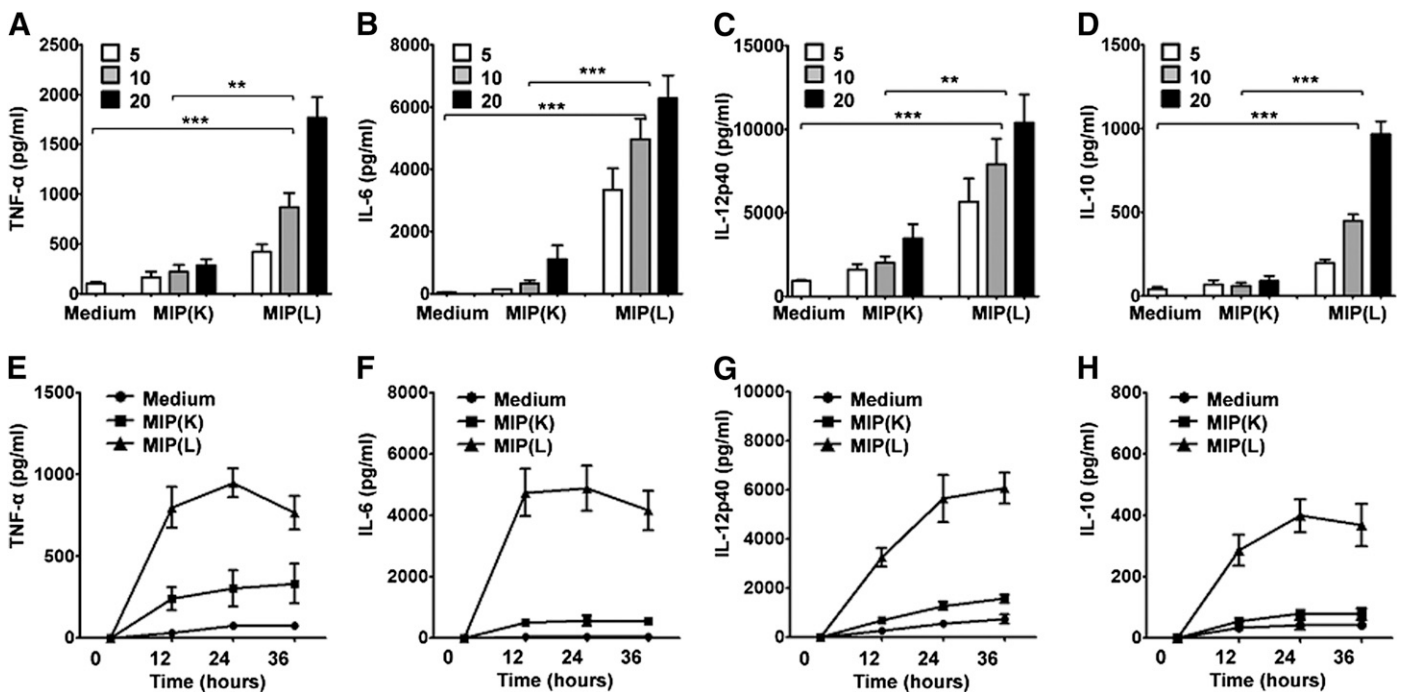 A
TNF-α (pg/ml)
2500
2000
1500
1000
500
0
5
10
20
**
***
Medium MIP(K) MIP(L)
B
IL-6 (pg/ml)
8000
6000
4000
2000
0
5
10
20
***
***
Medium MIP(K) MIP(L)
C
IL-12p40 (pg/ml)
15000
10000
5000
0
5
10
20
**
***
Medium MIP(K) MIP(L)
D
IL-10 (pg/ml)
1500
1000
500
0
5
10
20
***
***
Medium MIP(K) MIP(L)
E
TNF-α (pg/ml)
1500
1000
500
0
Medium
MIP(K)
MIP(L)
0 12 24 36
Time (hours)
F
IL-6 (pg/ml)
8000
6000
4000
2000
0
Medium
MIP(K)
MIP(L)
0 12 24 36
Time (hours)
G
IL-12p40 (pg/ml)
10000
8000
6000
4000
2000
0
Medium
MIP(K)
MIP(L)
0 12 24 36
Time (hours)
H
IL-10 (pg/ml)
800
600
400
200
0
Medium
MIP(K)
MIP(L)
0 12 24 36
Time (hours)